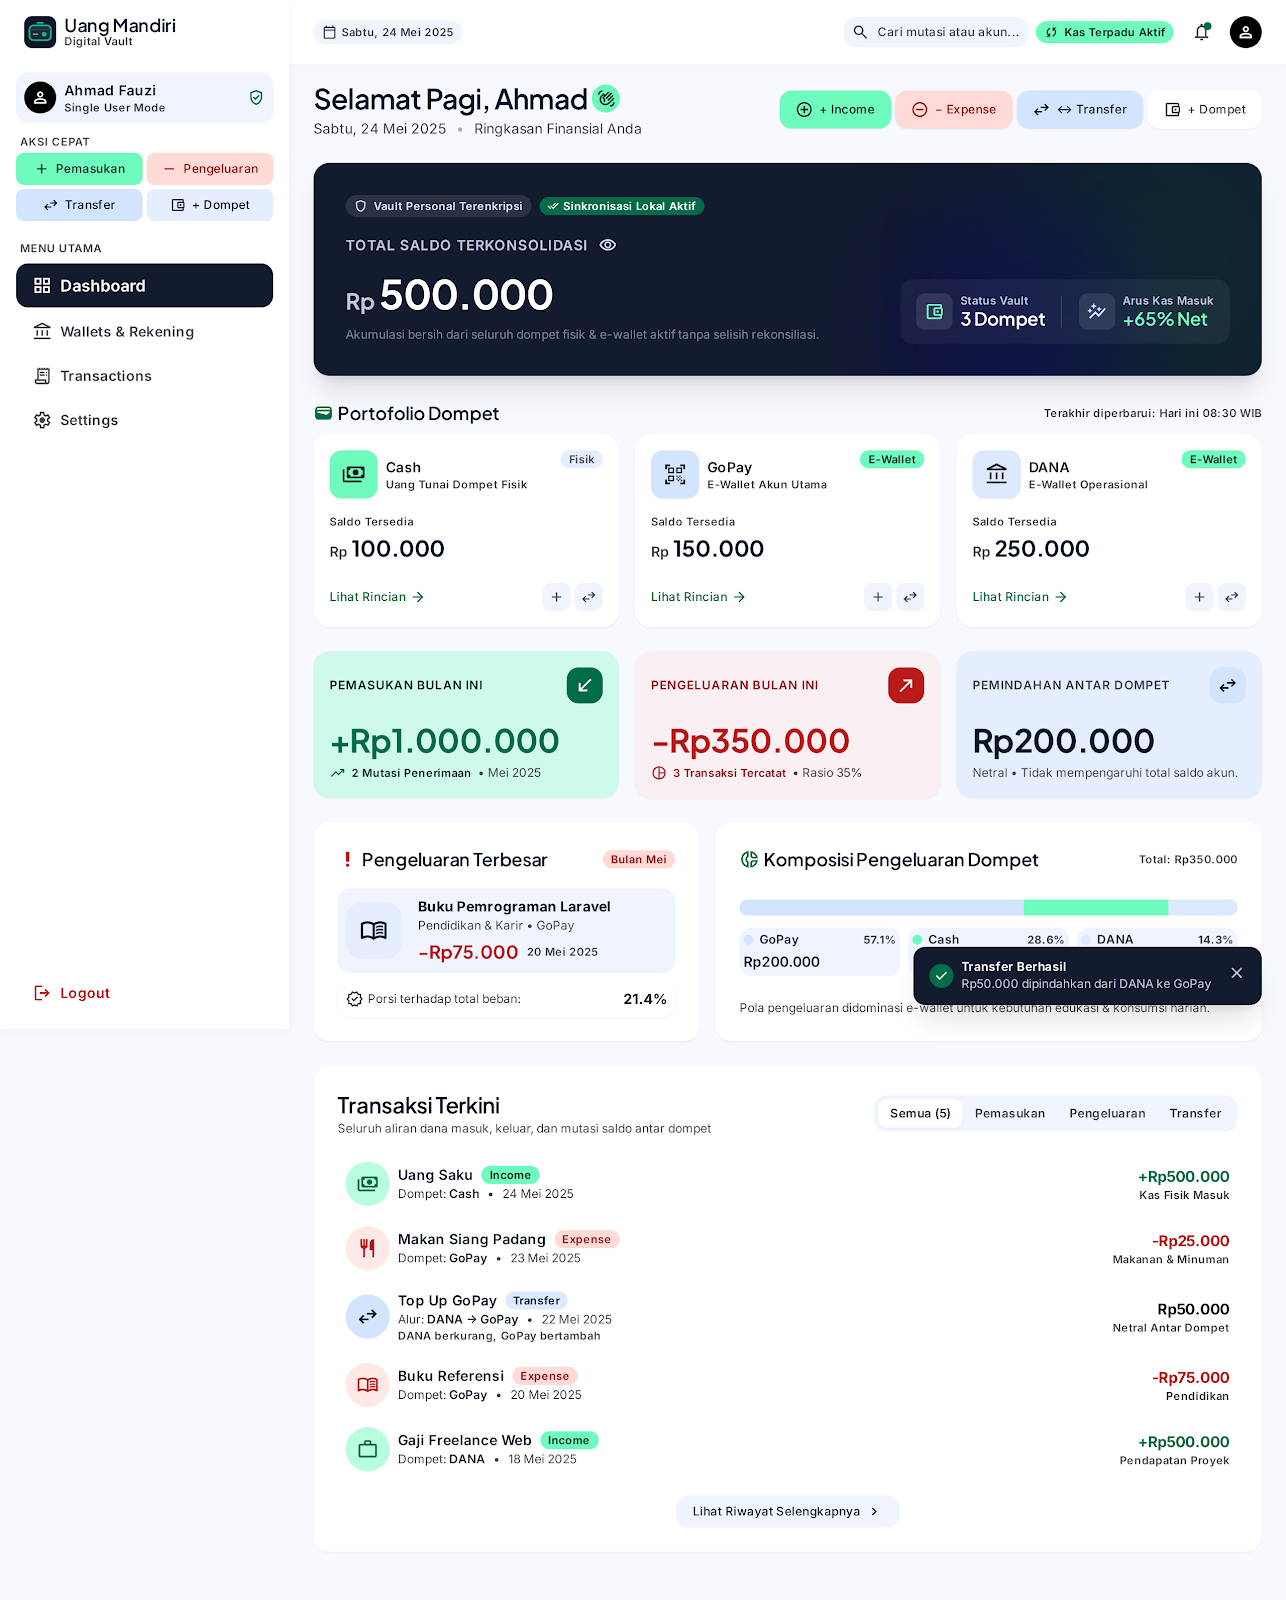 Uang Mandiri
Digital Vault
Ahmad Fauzi
Single User Mode
AKSI CEPAT
Pemasukan
Pengeluaran
Transfer
+ Dompet
MENU UTAMA
Dashboard
Wallets & Rekening
Transactions
Settings
Logout
Sabtu, 24 Mei 2025
Cari mutasi atau akun...
Kas Terpadu Aktif
Selamat Pagi, Ahmad
Sabtu, 24 Mei 2025 • Ringkasan Finansial Anda
+ Income
− Expense
↔ Transfer
+ Dompet
Vault Personal Terenkripsi
Sinkronisasi Lokal Aktif
TOTAL SALDO TERKONSOLIDASI
Rp 500.000
Akumulasi bersih dari seluruh dompet fisik & e-wallet aktif tanpa selisih rekonsiliasi.
Status Vault
3 Dompet
Arus Kas Masuk
+65% Net
Portofolio Dompet
Terakhir diperbarui: Hari ini 08:30 WIB
Cash
Uang Tunai Dompet Fisik
Fisik
Saldo Tersedia
Rp 100.000
Lihat Rincian →
GoPay
E-Wallet Akun Utama
E-Wallet
Saldo Tersedia
Rp 150.000
Lihat Rincian →
DANA
E-Wallet Operasional
E-Wallet
Saldo Tersedia
Rp 250.000
Lihat Rincian →
PEMASUKAN BULAN INI
+Rp1.000.000
2 Mutasi Penerimaan • Mei 2025
PENGELUARAN BULAN INI
−Rp350.000
3 Transaksi Tercatat • Rasio 35%
PEMINDAHAN ANTAR DOMPET
Rp200.000
Netral • Tidak mempengaruhi total saldo akun.
Pengeluaran Terbesar
Bulan Mei
Buku Pemrograman Laravel
Pendidikan & Karir • GoPay
−Rp75.000 20 Mei 2025
Porsi terhadap total beban:
21.4%
Komposisi Pengeluaran Dompet
Total: Rp350.000
GoPay 57.1%
Rp200.000
Cash 28.6%
DANA 14.3%
Transfer Berhasil
Rp50.000 dipindahkan dari DANA ke GoPay
Pola pengeluaran didominasi e-wallet untuk kebutuhan edukasi & konsumsi harian.
Transaksi Terkini
Seluruh aliran dana masuk, keluar, dan mutasi saldo antar dompet
Semua (5)
Pemasukan
Pengeluaran
Transfer
Uang Saku Income
Dompet: Cash • 24 Mei 2025
+Rp500.000
Kas Fisik Masuk
Makan Siang Padang Expense
Dompet: GoPay • 23 Mei 2025
-Rp25.000
Makanan & Minuman
Top Up GoPay Transfer
Alur: DANA → GoPay • 22 Mei 2025
DANA berkurang, GoPay bertambah
Rp50.000
Netral Antar Dompet
Buku Referensi Expense
Dompet: GoPay • 20 Mei 2025
-Rp75.000
Pendidikan
Gaji Freelance Web Income
Dompet: DANA • 18 Mei 2025
+Rp500.000
Pendapatan Proyek
Lihat Riwayat Selengkapnya